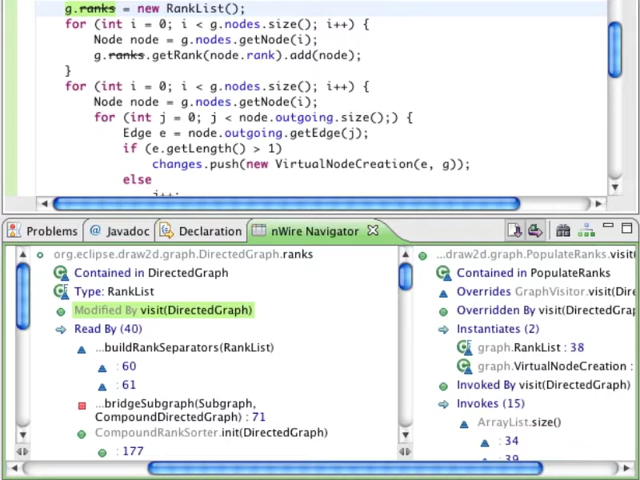 g.ranks = new RankList();
for (int i = 0; i < g.nodes.size(); i++) {
Node node = g.nodes.getNode(i);
g.ranks.getRank(node.rank).add(node);
}
for (int i = 0; i < g.nodes.size(); i++) {
Node node = g.nodes.getNode(i);
for (int j = 0; j < node.outgoing.size();) {
Edge e = node.outgoing.getEdge(j);
if (e.getLength() > 1)
changes.push(new VirtualNodeCreation(e, g));
else
j++;
Problems @ Javadoc Declaration nWire Navigator
org.eclipse.draw2d.graph.DirectedGraph.ranks
Contained in DirectedGraph
Type: RankList
Modified By visit(DirectedGraph)
Read By (40)
...buildRankSeparators(RankList)
: 60
: 61
...bridgeSubgraph(Subgraph,
CompoundDirectedGraph) : 71
CompoundRankSorter.init(DirectedGraph)
: 177
...draw2d.graph.PopulateRanks.visit(
Contained in PopulateRanks
Overrides GraphVisitor.visit(Dire
Overridden By visit(DirectedGrap
Instantiates (2)
graph.RankList : 38
graph.VirtualNodeCreation :
Invoked By visit(DirectedGraph)
Invokes (15)
ArrayList.size()
: 34
: 39